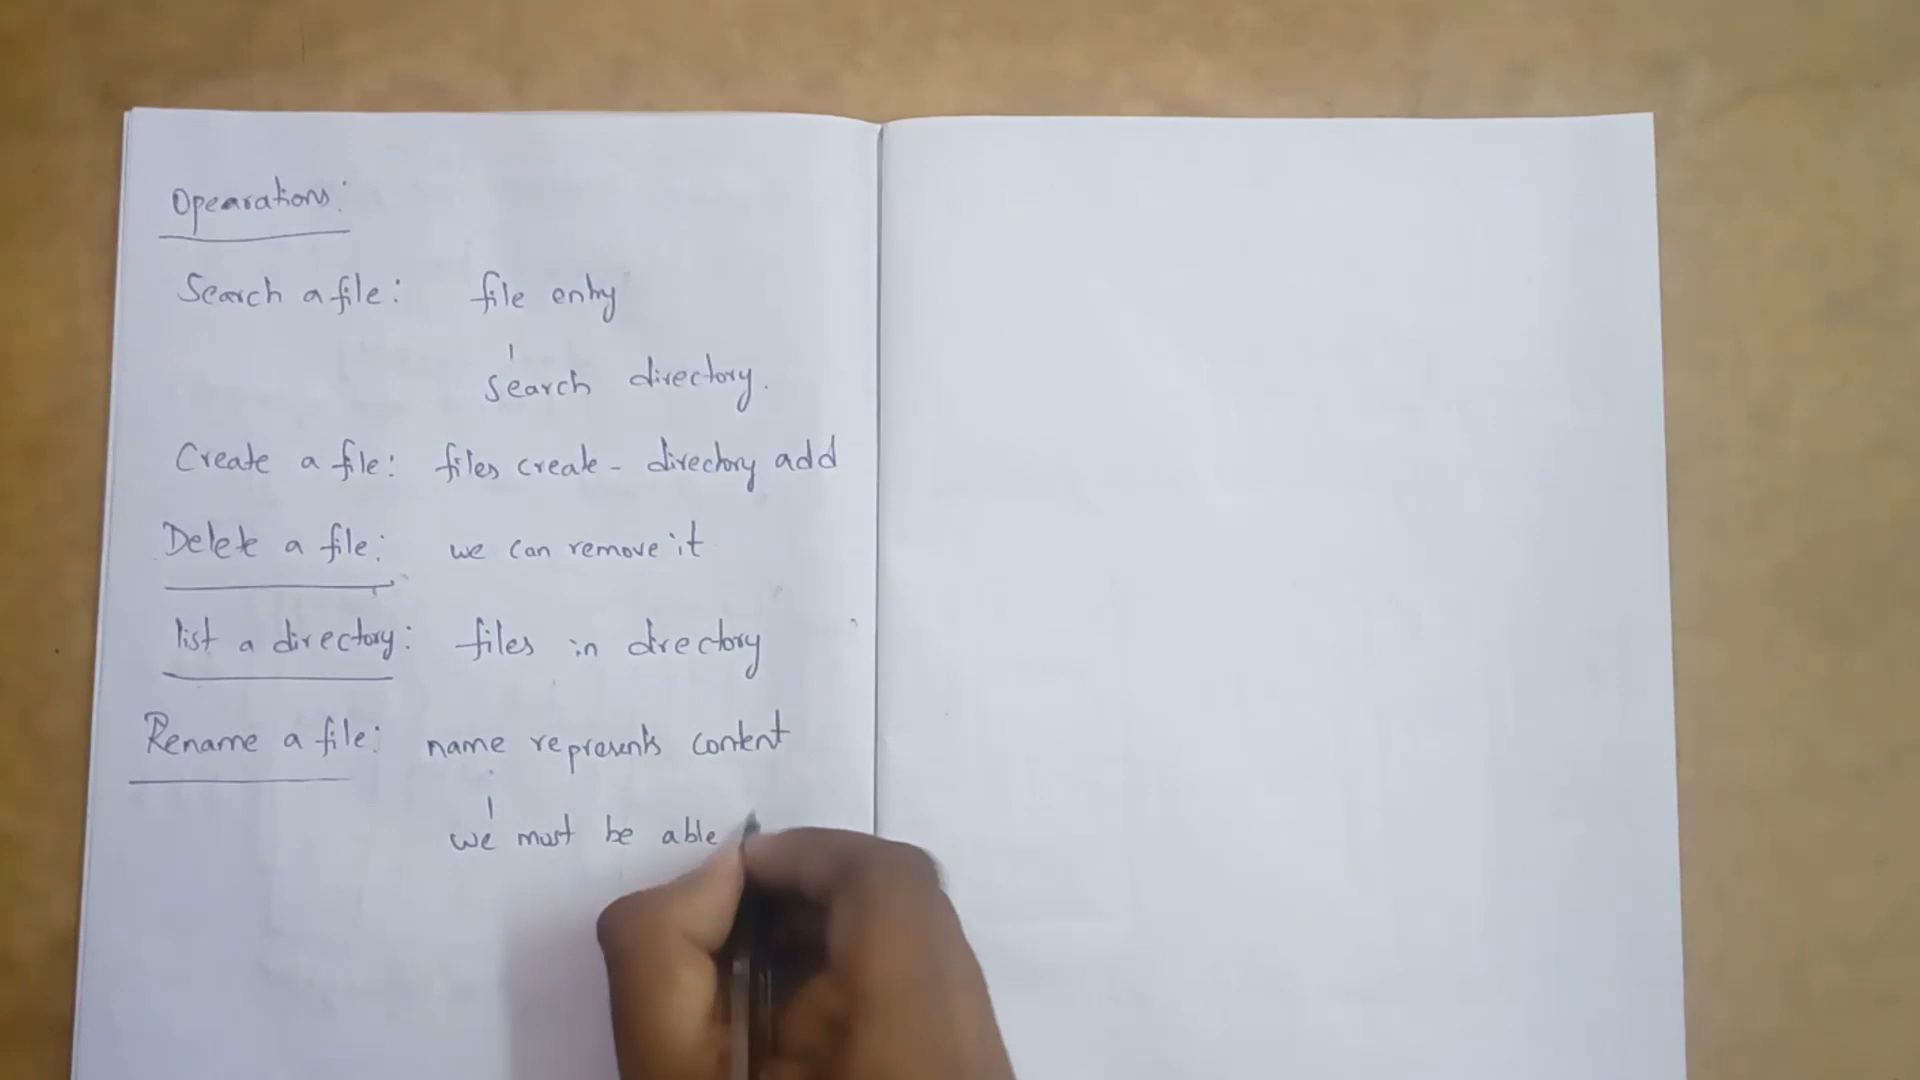 Opearations:
Search a file: file entry
search directory.
Create a file: files create - directory add
Delete a file: we can remove it
list a directory: files in drectory
Rename a file: name represents content
we must be able